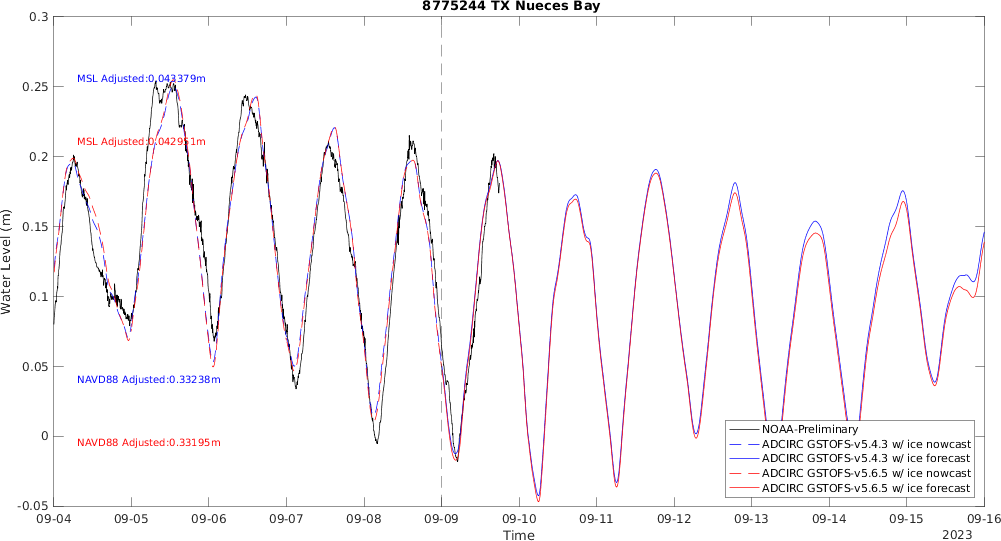 8775244 TX Nueces Bay
0.3
0.25
0.2
0.15
0.1
0.05
0
-0.05
Water Level (m)
MSL Adjusted:0.043379m
MSL Adjusted:0.042951m
NAVD88 Adjusted:0.33238m
NAVD88 Adjusted:0.33195m
NOAA-Preliminary
ADCIRC GSTOFS-v5.4.3 w/ ice nowcast
ADCIRC GSTOFS-v5.4.3 w/ ice forecast
ADCIRC GSTOFS-v5.6.5 w/ ice nowcast
ADCIRC GSTOFS-v5.6.5 w/ ice forecast
09-04 09-05 09-06 09-07 09-08 09-09 09-10 09-11 09-12 09-13 09-14 09-15 09-16
Time
2023